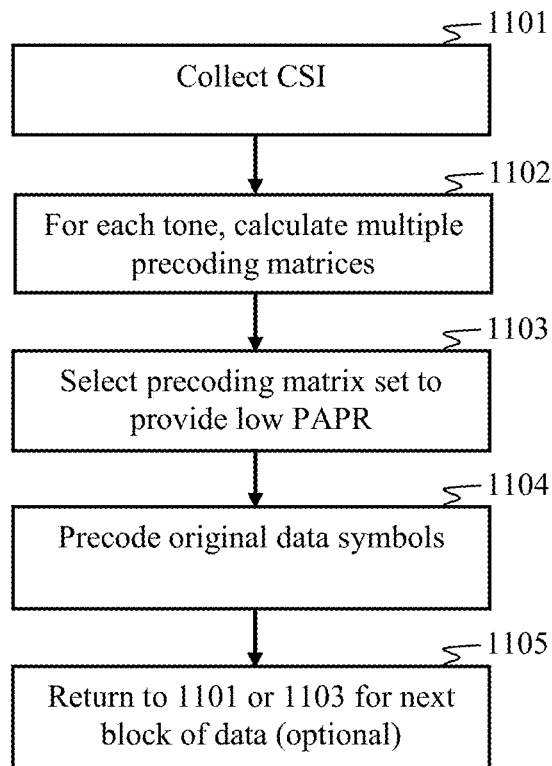 1101
Collect CSI
1102
For each tone, calculate multiple
precoding matrices
1103
Select precoding matrix set to
provide low PAPR
1104
Precode original data symbols
1105
Return to 1101 or 1103 for next
block of data (optional)